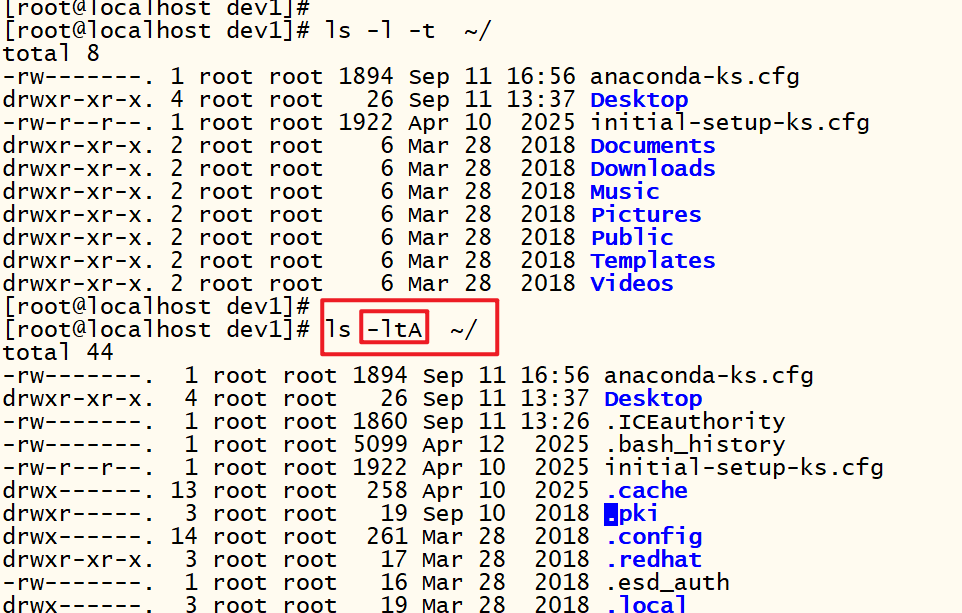 [root@localhost dev1]#
[root@localhost dev1]# ls -l -t  ~/
total 8
-rw-------. 1 root root 1894 Sep 11 16:56 anaconda-ks.cfg
drwxr-xr-x. 4 root root   26 Sep 11 13:37 Desktop
-rw-r--r--. 1 root root 1922 Apr 10  2025 initial-setup-ks.cfg
drwxr-xr-x. 2 root root    6 Mar 28  2018 Documents
drwxr-xr-x. 2 root root    6 Mar 28  2018 Downloads
drwxr-xr-x. 2 root root    6 Mar 28  2018 Music
drwxr-xr-x. 2 root root    6 Mar 28  2018 Pictures
drwxr-xr-x. 2 root root    6 Mar 28  2018 Public
drwxr-xr-x. 2 root root    6 Mar 28  2018 Templates
drwxr-xr-x. 2 root root    6 Mar 28  2018 Videos
[root@localhost dev1]#
[root@localhost dev1]# ls -ltA  ~/
total 44
-rw-------.  1 root root 1894 Sep 11 16:56 anaconda-ks.cfg
drwxr-xr-x.  4 root root   26 Sep 11 13:37 Desktop
-rw-------.  1 root root 1860 Sep 11 13:26 .ICEauthority
-rw-------.  1 root root 5099 Apr 12  2025 .bash_history
-rw-r--r--.  1 root root 1922 Apr 10  2025 initial-setup-ks.cfg
drwx------. 13 root root  258 Apr 10  2025 .cache
drwxr-----.  3 root root   19 Sep 10  2018 .pki
drwx------. 14 root root  261 Mar 28  2018 .config
drwxr-xr-x.  3 root root   17 Mar 28  2018 .redhat
-rw-------.  1 root root   16 Mar 28  2018 .esd_auth
drwx------.  3 root root   19 Mar 28  2018 .local